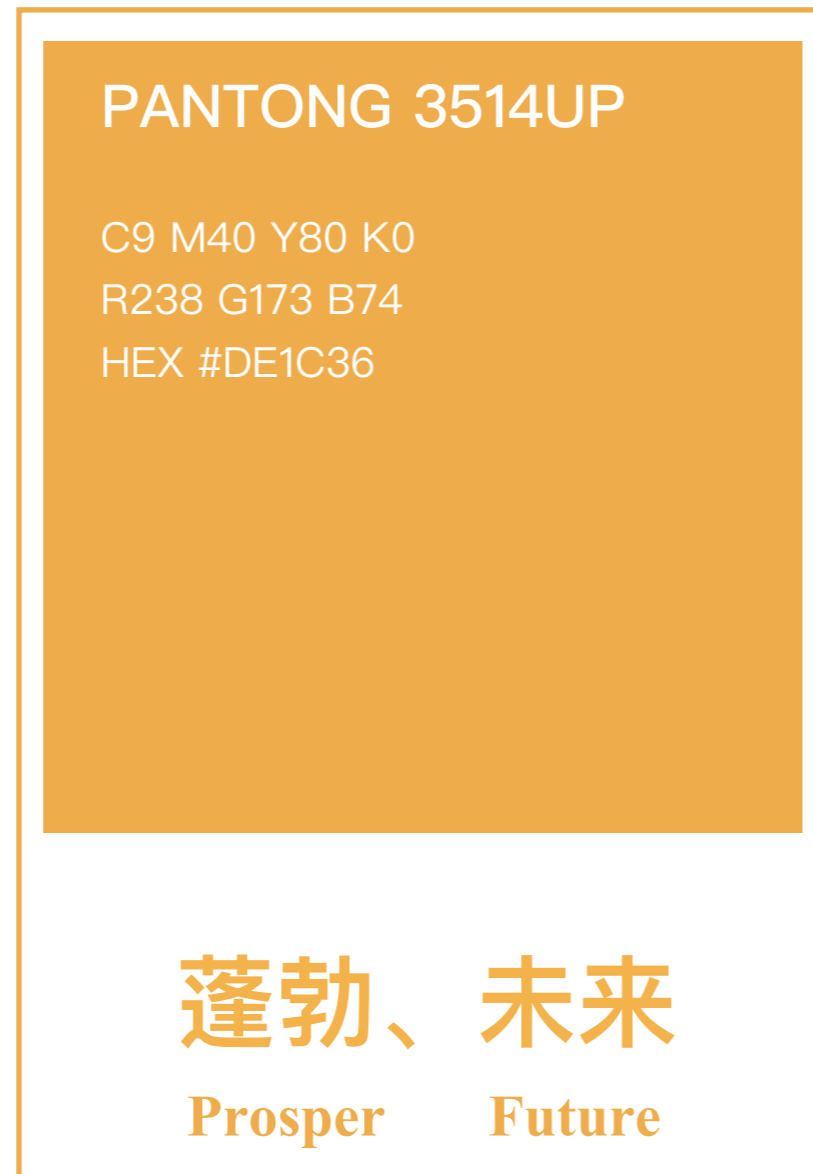 PANTONG 3514UP
C9 M40 Y80 K0
R238 G173 B74
HEX #DE1C36
蓬勃、未来
Prosper Future